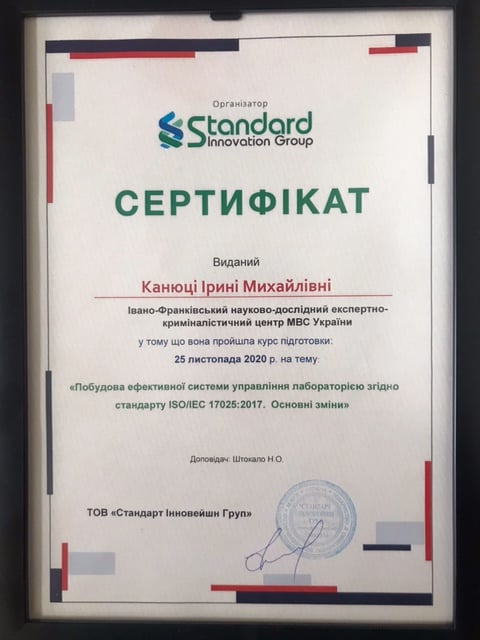 Організатор
Standard
Innovation Group
СЕРТИФІКАТ
Виданий
Канюці Ірині Михайлівні
Івано-Франківський науково-дослідний експертно-
криміналістичний центр МВС України
у тому що вона пройшла курс підготовки:
25 листопада 2020 р. на тему:
«Побудова ефективної системи управління лабораторією згідно
стандарту ISO/IEC 17025:2017. Основні зміни»
Доповідач: Штокало Н.О.
ТОВ «Стандарт Інновейшн Груп»